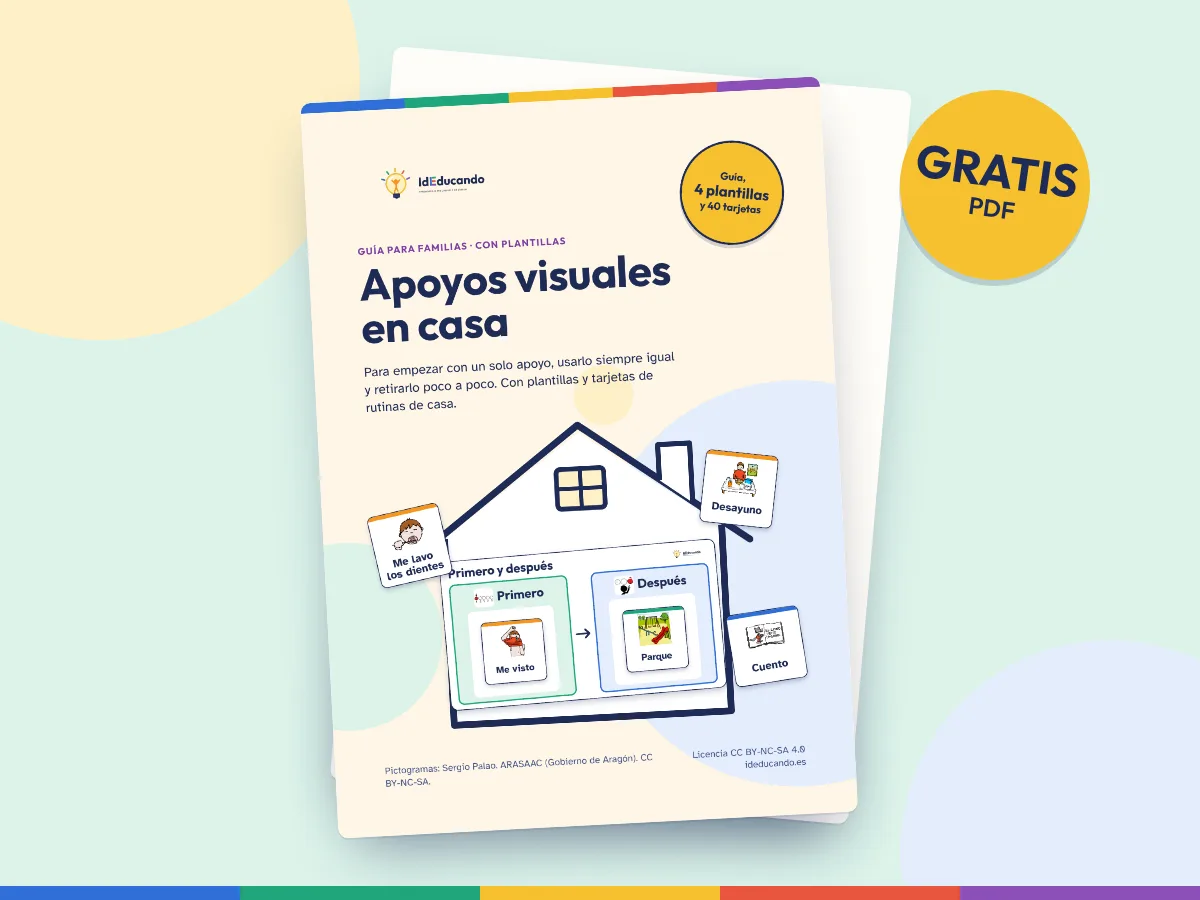 IdEducando
Guía,
4 plantillas
y 40 tarjetas
GRATIS
PDF
GUÍA PARA FAMILIAS · CON PLANTILLAS
Apoyos visuales
en casa
Para empezar con un solo apoyo, usarlo siempre igual
y retirarlo poco a poco. Con plantillas y tarjetas de
rutinas de casa.
Desayuno
Me lavo
los dientes
Primero y después
Primero
Después
Me visto
Parque
Cuento
Pictogramas: Sergio Palao. ARASAAC (Gobierno de Aragón). CC
BY-NC-SA.
Licencia CC BY-NC-SA 4.0
ideducando.es